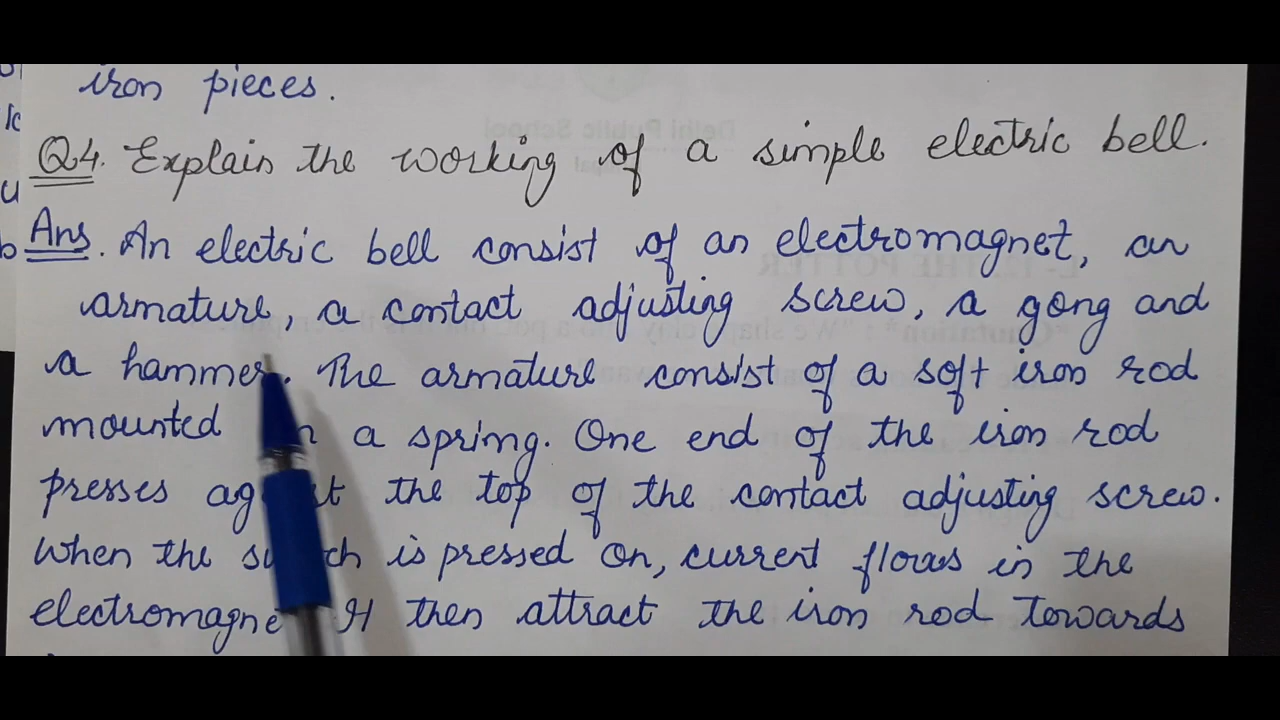 iron pieces.
Q4. Explain the working of a simple electric bell.
Ans. An electric bell consist of an electromagnet, an
armature, a contact adjusting screw, a gong and
a hammer. The armature consist of a soft iron rod
mounted a spring. One end of the iron rod
presses the top of the contact adjusting screw.
When the is pressed on, current flows in the
It then attract the iron rod towards